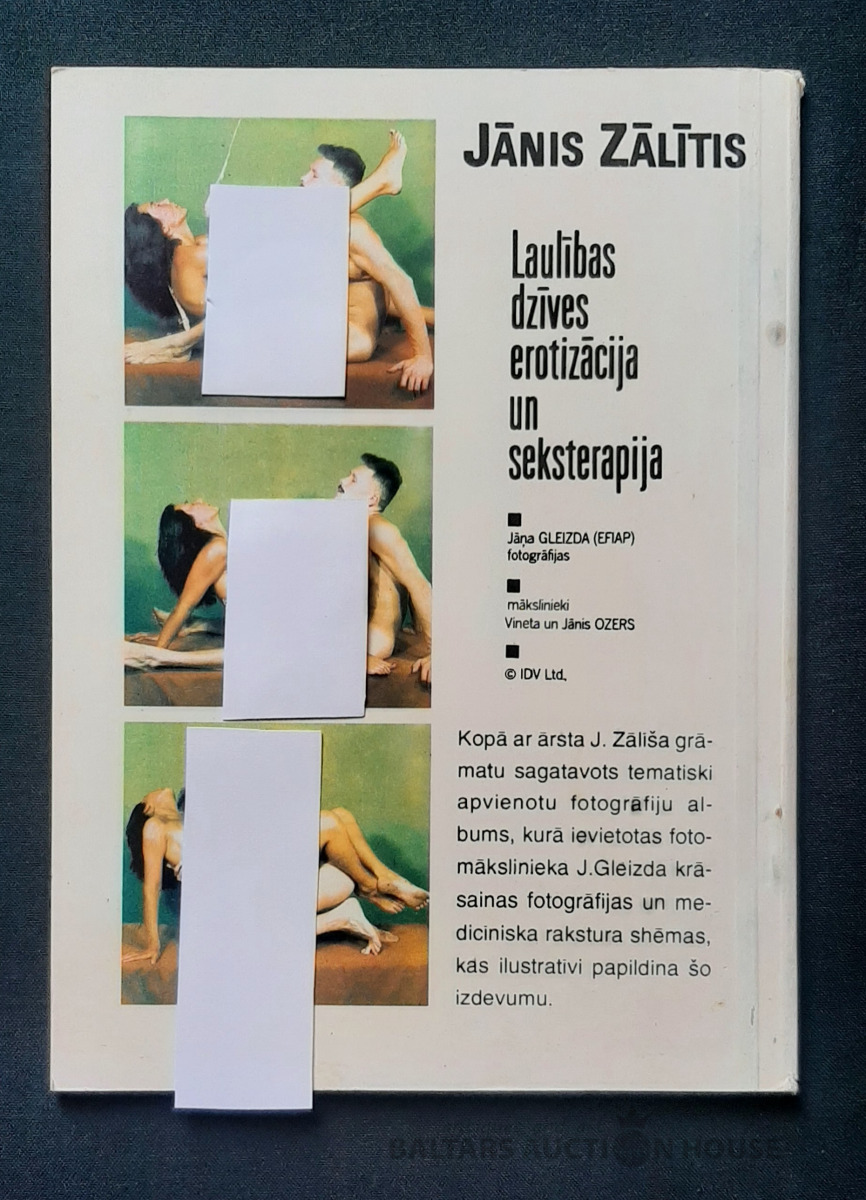 JĀNIS ZĀLĪTIS
Laulības
dzīves
erotizācija
un
seksterapija
Jāņa GLEIZDA (EFIAP)
fotogrāfijas
mākslinieki
Vineta un Jānis OZERS
© IDV Ltd.
Kopā ar ārsta J. Zālīša grā-
matu sagatavots tematiski
apvienotu fotogrāfiju al-
bums, kurā ievietotas foto-
mākslinieka J.Gleizda krā-
sainas fotogrāfijas un me-
diciniska rakstura shēmas,
kas ilustratīvi papildina šo
izdevumu.
BALTARS AUCTION HOUSE